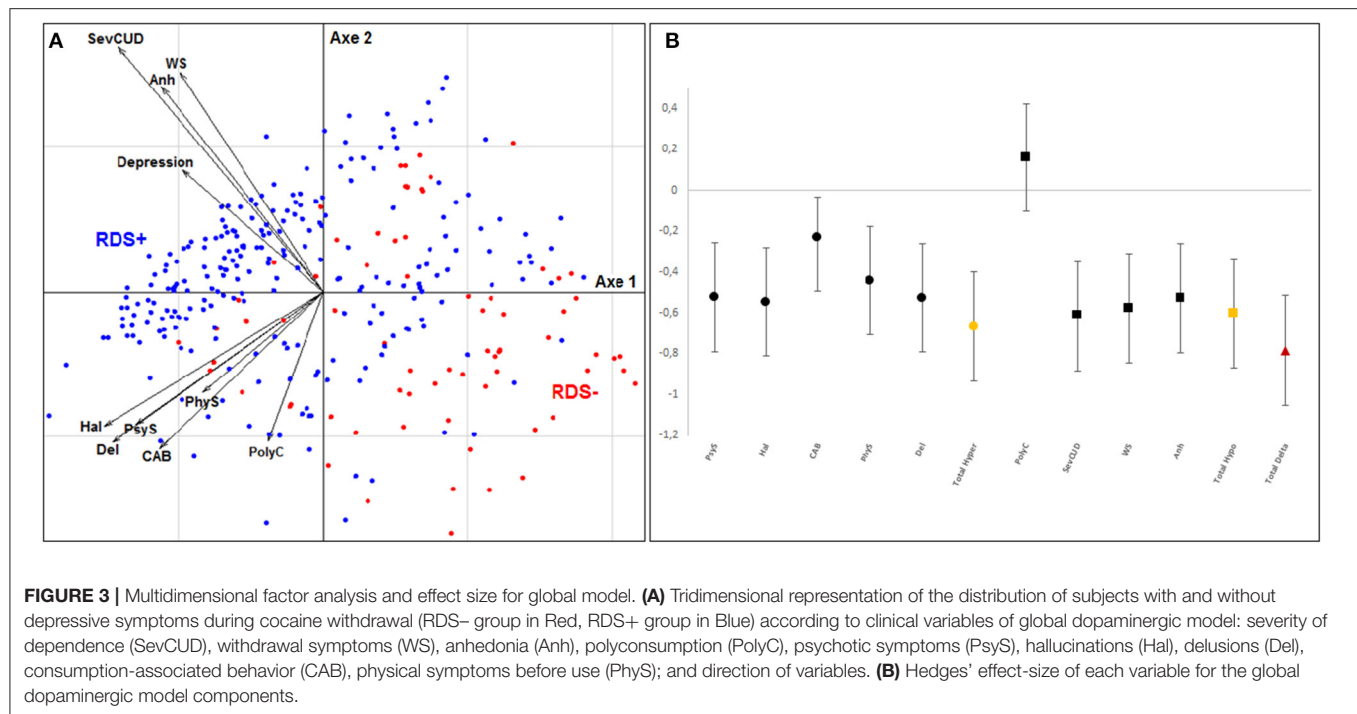 A
Axe 2
SevCUD
WS
Anh
Depression
RDS+
Axe 1
PhyS
RDS-
Hal
PsyS
Del
CAB
PolyC
B
0,4
0,2
0
-0,2
-0,4
-0,6
-0,8
-1
-1,2
PsyS
Hal
CAB
PhyS
Del
Total Hyper
PolyC
SevCUD
WS
Anh
Total Hypo
Total Delta
FIGURE 3 | Multidimensional factor analysis and effect size for global model. (A) Tridimensional representation of the distribution of subjects with and without
depressive symptoms during cocaine withdrawal (RDS– group in Red, RDS+ group in Blue) according to clinical variables of global dopaminergic model: severity of
dependence (SevCUD), withdrawal symptoms (WS), anhedonia (Anh), polyconsumption (PolyC), psychotic symptoms (PsyS), hallucinations (Hal), delusions (Del),
consumption-associated behavior (CAB), physical symptoms before use (PhyS); and direction of variables. (B) Hedges' effect-size of each variable for the global
dopaminergic model components.